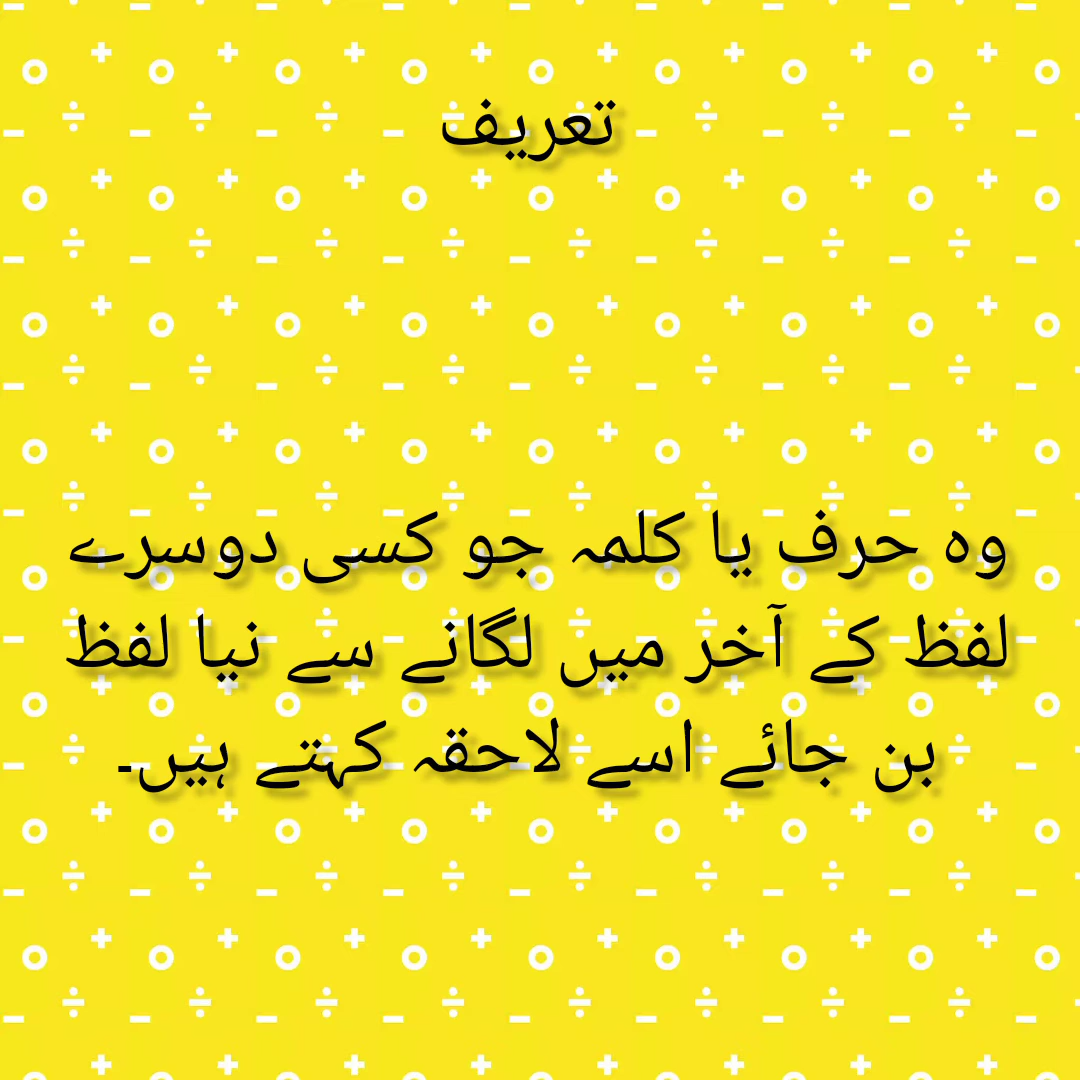 تعریف
وہ حرف یا کلمہ جو کسی دوسرے
لفظ کے آخر میں لگانے سے نیا لفظ
بن جائے اسے لاحقہ کہتے ہیں۔